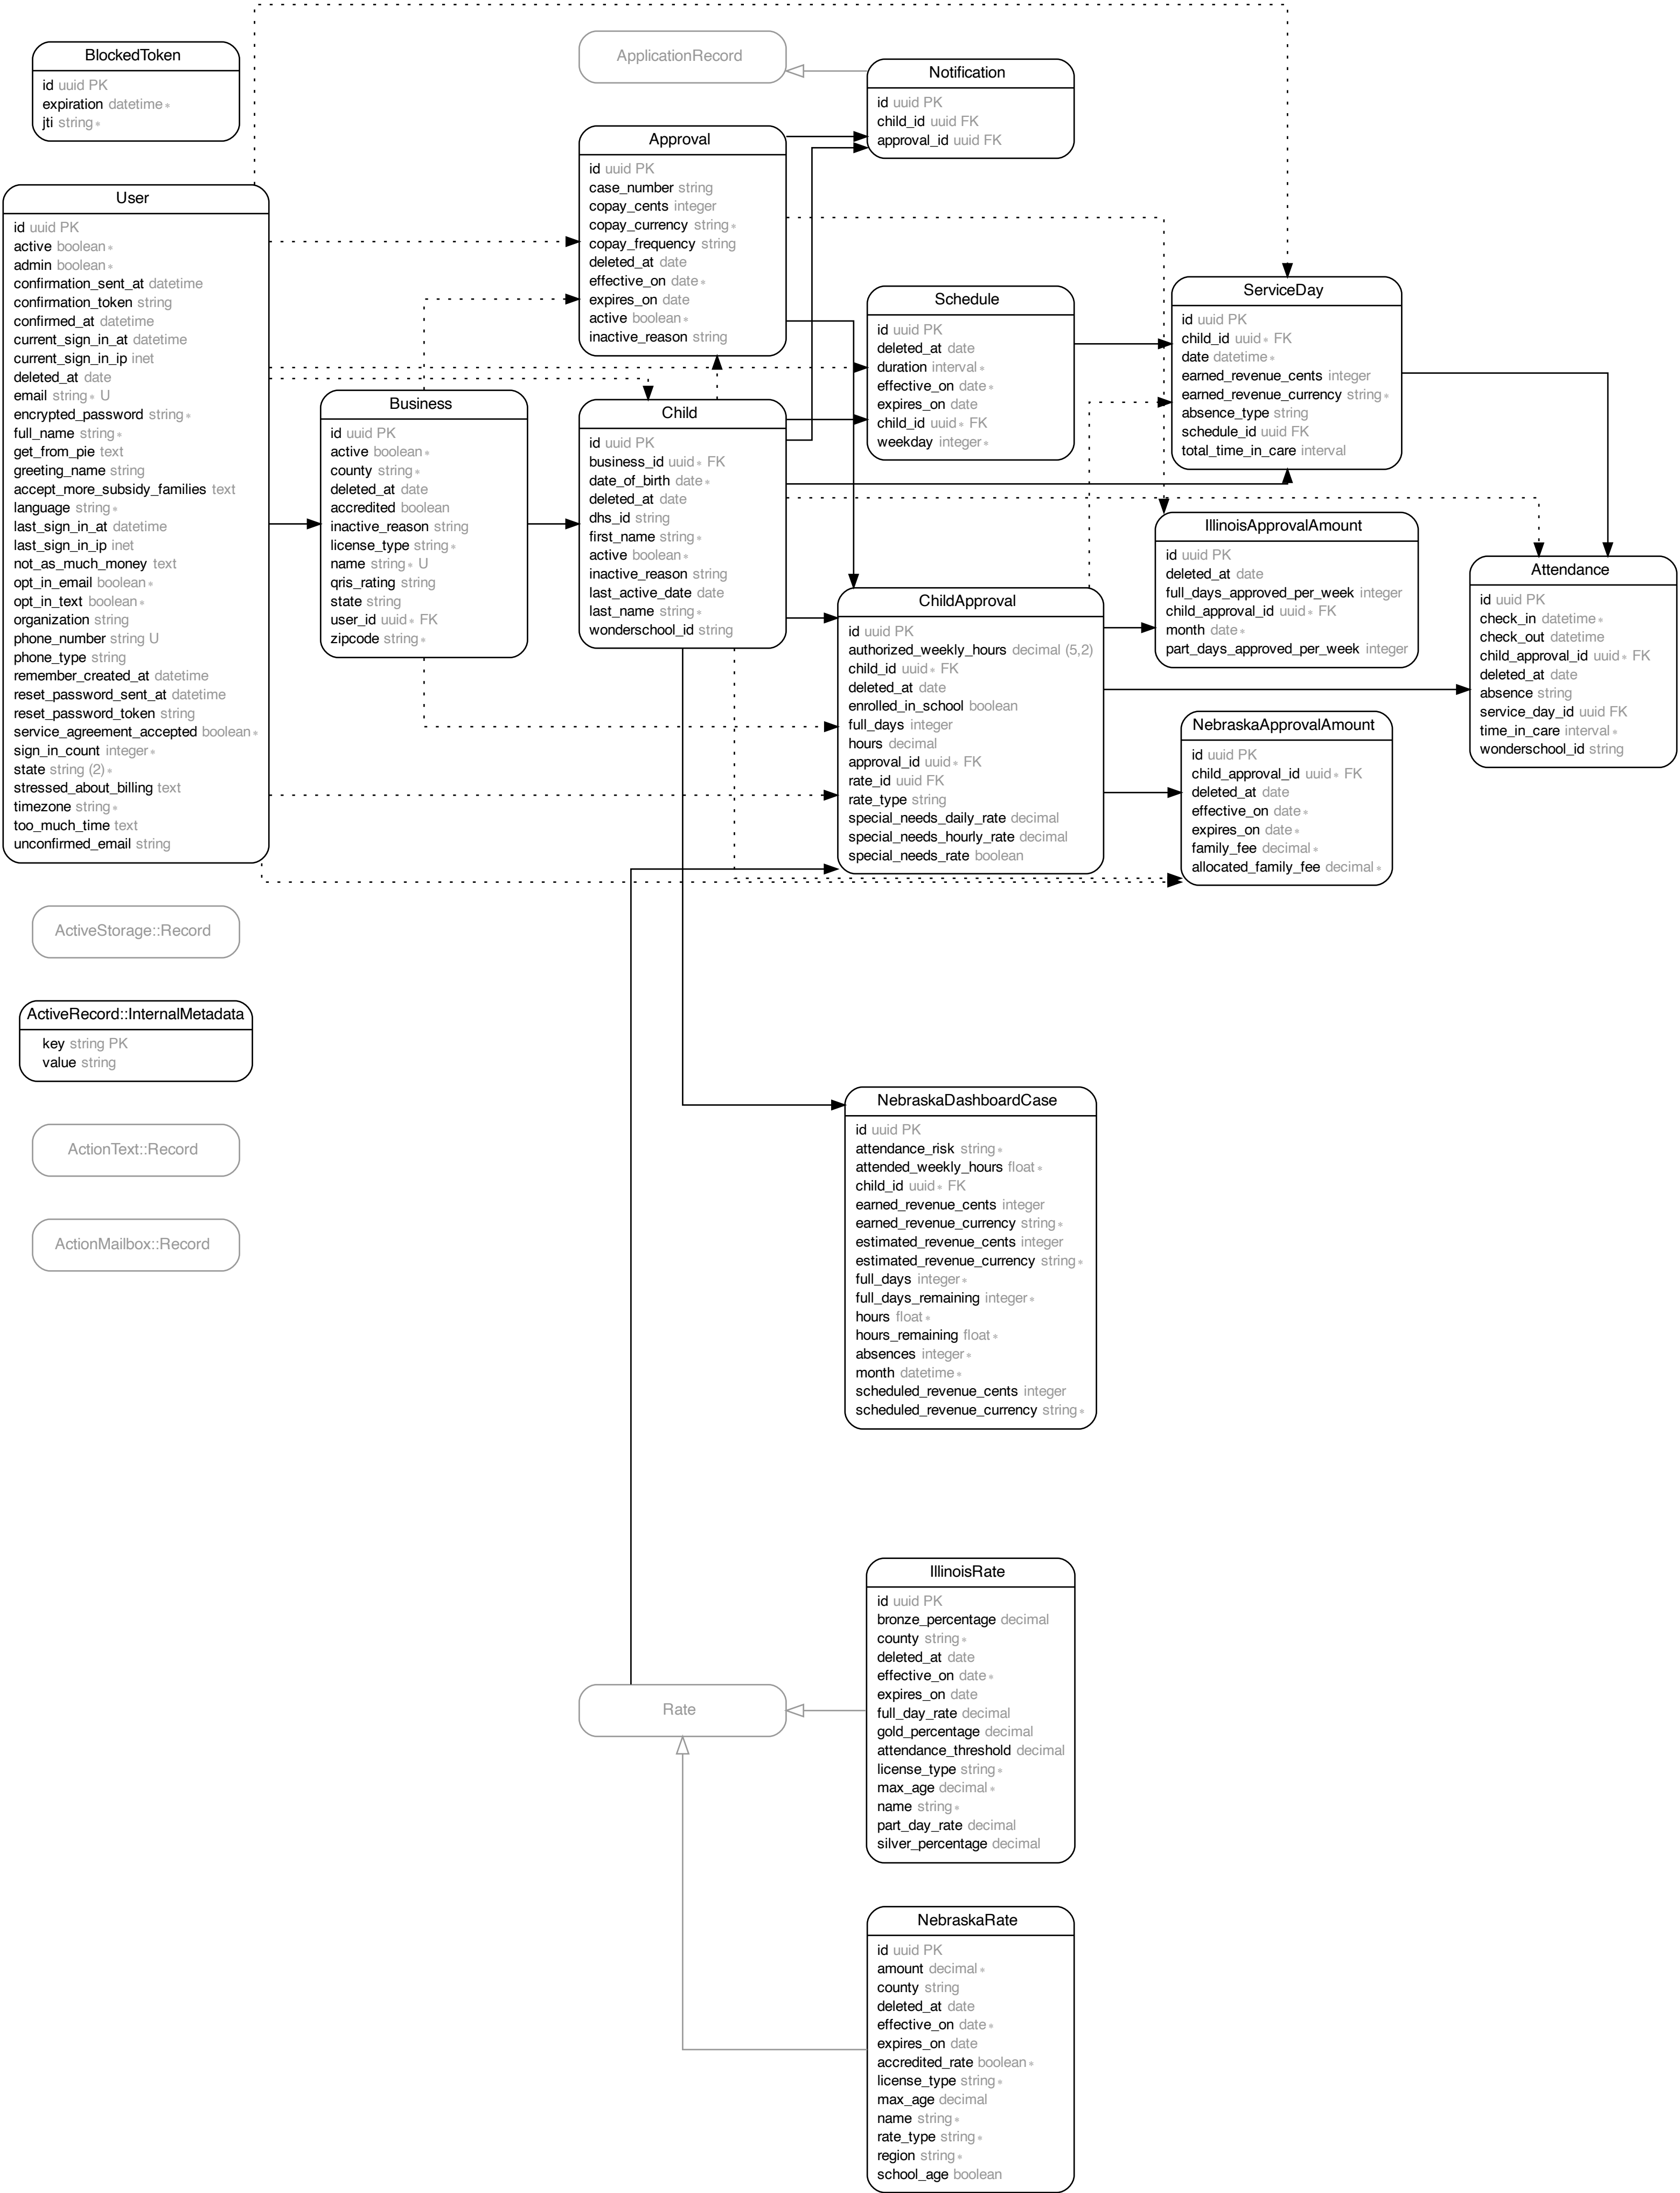 BlockedToken
id uuid PK
expiration datetime ∗
jti string ∗
User
id uuid PK
active boolean ∗
admin boolean ∗
confirmation_sent_at datetime
confirmation_token string
confirmed_at datetime
current_sign_in_at datetime
current_sign_in_ip inet
deleted_at date
email string ∗ U
encrypted_password string ∗
full_name string ∗
get_from_pie text
greeting_name string
accept_more_subsidy_families text
language string ∗
last_sign_in_at datetime
last_sign_in_ip inet
not_as_much_money text
opt_in_email boolean ∗
opt_in_text boolean ∗
organization string
phone_number string U
phone_type string
remember_created_at datetime
reset_password_sent_at datetime
reset_password_token string
service_agreement_accepted boolean ∗
sign_in_count integer ∗
state string (2) ∗
stressed_about_billing text
timezone string ∗
too_much_time text
unconfirmed_email string
ActiveStorage::Record
ActiveRecord::InternalMetadata
key string PK
value string
ActionText::Record
ActionMailbox::Record
Business
id uuid PK
active boolean ∗
county string ∗
deleted_at date
accredited boolean
inactive_reason string
license_type string ∗
name string ∗ U
qris_rating string
state string
user_id uuid ∗ FK
zipcode string ∗
ApplicationRecord
Approval
id uuid PK
case_number string
copay_cents integer
copay_currency string ∗
copay_frequency string
deleted_at date
effective_on date ∗
expires_on date
active boolean ∗
inactive_reason string
Child
id uuid PK
business_id uuid ∗ FK
date_of_birth date ∗
deleted_at date
dhs_id string
first_name string ∗
active boolean ∗
inactive_reason string
last_active_date date
last_name string ∗
wonderschool_id string
Rate
Notification
id uuid PK
child_id uuid FK
approval_id uuid FK
Schedule
id uuid PK
deleted_at date
duration interval ∗
effective_on date ∗
expires_on date
child_id uuid ∗ FK
weekday integer ∗
ChildApproval
id uuid PK
authorized_weekly_hours decimal (5,2)
child_id uuid ∗ FK
deleted_at date
enrolled_in_school boolean
full_days integer
hours decimal
approval_id uuid ∗ FK
rate_id uuid FK
rate_type string
special_needs_daily_rate decimal
special_needs_hourly_rate decimal
special_needs_rate boolean
NebraskaDashboardCase
id uuid PK
attendance_risk string ∗
attended_weekly_hours float ∗
child_id uuid ∗ FK
earned_revenue_cents integer
earned_revenue_currency string ∗
estimated_revenue_cents integer
estimated_revenue_currency string ∗
full_days integer ∗
full_days_remaining integer ∗
hours float ∗
hours_remaining float ∗
absences integer ∗
month datetime ∗
scheduled_revenue_cents integer
scheduled_revenue_currency string ∗
IllinoisRate
id uuid PK
bronze_percentage decimal
county string ∗
deleted_at date
effective_on date ∗
expires_on date
full_day_rate decimal
gold_percentage decimal
attendance_threshold decimal
license_type string ∗
max_age decimal ∗
name string ∗
part_day_rate decimal
silver_percentage decimal
NebraskaRate
id uuid PK
amount decimal ∗
county string
deleted_at date
effective_on date ∗
expires_on date
accredited_rate boolean ∗
license_type string ∗
max_age decimal
name string ∗
rate_type string ∗
region string ∗
school_age boolean
ServiceDay
id uuid PK
child_id uuid ∗ FK
date datetime ∗
earned_revenue_cents integer
earned_revenue_currency string ∗
absence_type string
schedule_id uuid FK
total_time_in_care interval
IllinoisApprovalAmount
id uuid PK
deleted_at date
full_days_approved_per_week integer
child_approval_id uuid ∗ FK
month date ∗
part_days_approved_per_week integer
NebraskaApprovalAmount
id uuid PK
child_approval_id uuid ∗ FK
deleted_at date
effective_on date ∗
expires_on date ∗
family_fee decimal ∗
allocated_family_fee decimal ∗
Attendance
id uuid PK
check_in datetime ∗
check_out datetime
child_approval_id uuid ∗ FK
deleted_at date
absence string
service_day_id uuid FK
time_in_care interval ∗
wonderschool_id string